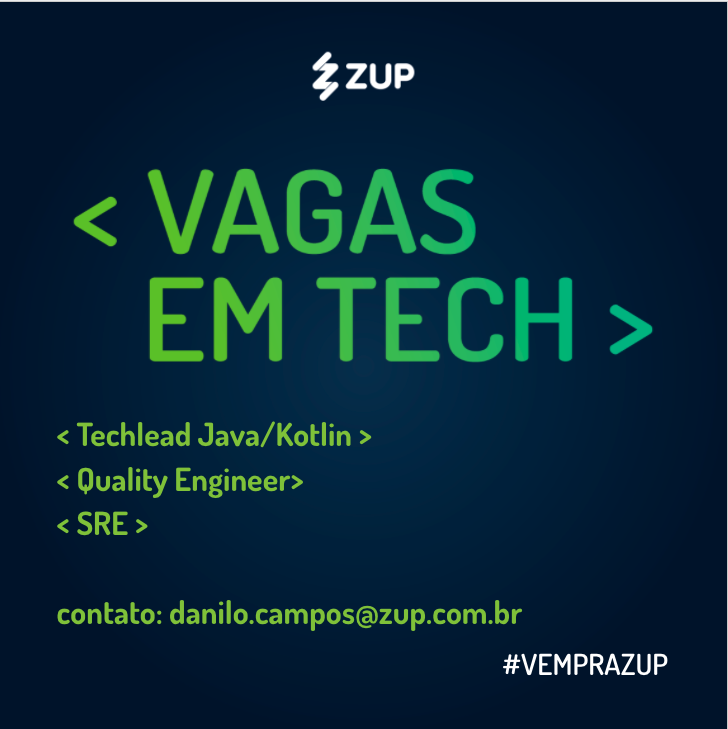 ZUP
< VAGAS
EM TECH >
< Techlead Java/Kotlin >
< Quality Engineer>
< SRE >
contato: danilo.campos@zup.com.br
#VEMPRAZUP